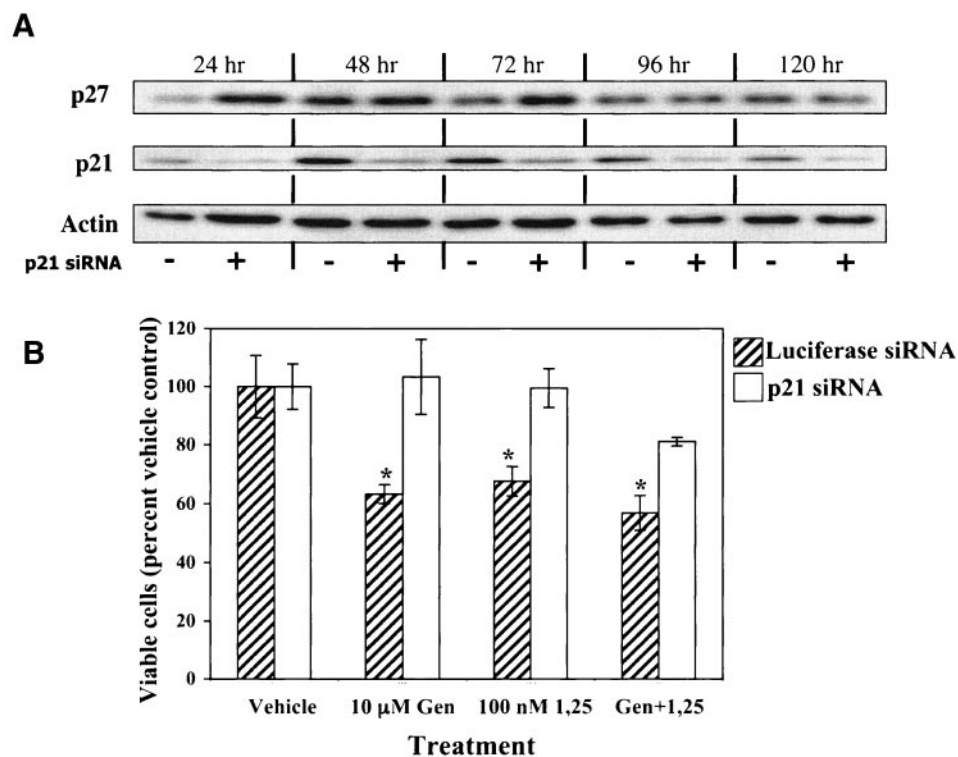 A
24 hr 48 hr 72 hr 96 hr 120 hr
p27
p21
Actin
p21 siRNA - + - + - + - + - +
B
Viable cells (percent vehicle control)
120
100
80
60
40
20
0
* * *
Luciferase siRNA
p21 siRNA
Vehicle 10 μM Gen 100 nM 1,25 Gen+1,25
Treatment